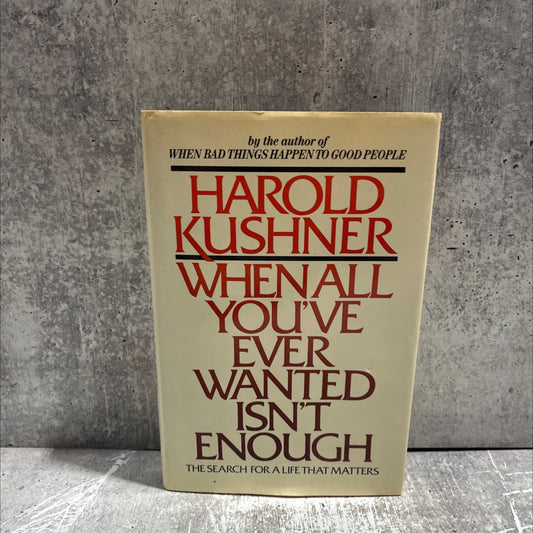 by the author of
WHEN BAD THINGS HAPPEN TO GOOD PEOPLE
HAROLD
KUSHNER
WHEN ALL
YOU'VE
EVER
WANTED
ISN'T
ENOUGH
THE SEARCH FOR A LIFE THAT MATTERS